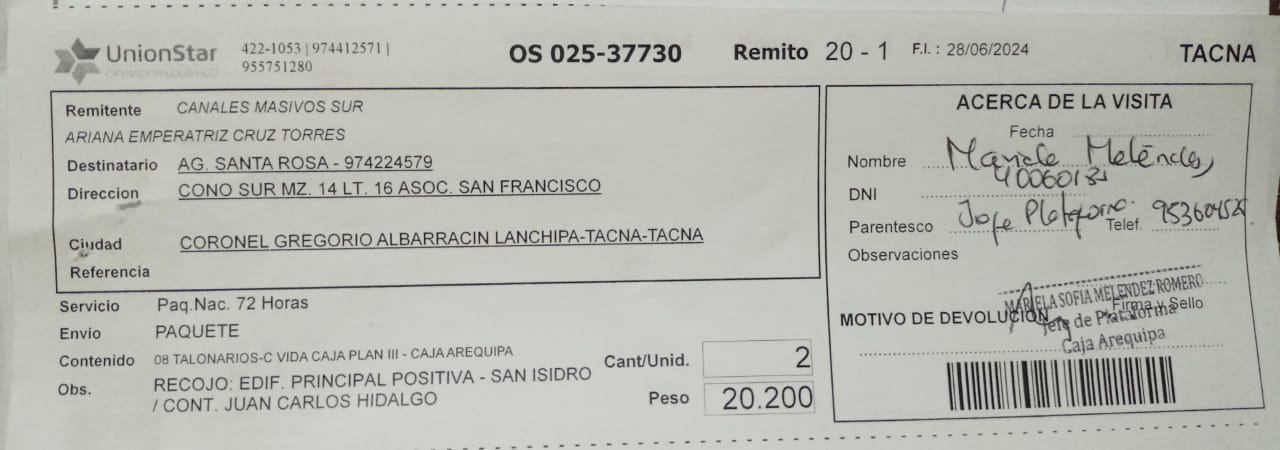 UnionStar 422-1053 | 974412571 |
955751280
OPERADOR LOGISTICO
OS 025-37730 Remito 20 - 1 F.I. : 28/06/2024 TACNA
Remitente CANALES MASIVOS SUR
ARIANA EMPERATRIZ CRUZ TORRES
Destinatario AG. SANTA ROSA - 974224579
Direccion CONO SUR MZ. 14 LT. 16 ASOC. SAN FRANCISCO
Ciudad CORONEL GREGORIO ALBARRACIN LANCHIPA-TACNA-TACNA
Referencia
Servicio Paq.Nac. 72 Horas
Envío PAQUETE
Contenido 08 TALONARIOS-C VIDA CAJA PLAN III - CAJA AREQUIPA
Cant/Unid. 2
Obs. RECOJO: EDIF. PRINCIPAL POSITIVA - SAN ISIDRO
/ CONT. JUAN CARLOS HIDALGO
Peso 20.200
ACERCA DE LA VISITA
Fecha
Nombre Meléndez
DNI
Parentesco Jefe Plataforma Telef.
Observaciones
MARIELA SOFIA MELENDEZ ROMERO
MOTIVO DE DEVOLUCIÓN Firma y Sello
Jefe de Plataforma
Caja Arequipa